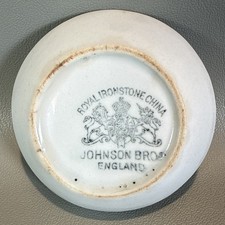 ROYAL IRONSTONE CHINA
JOHNSON BROS
ENGLAND